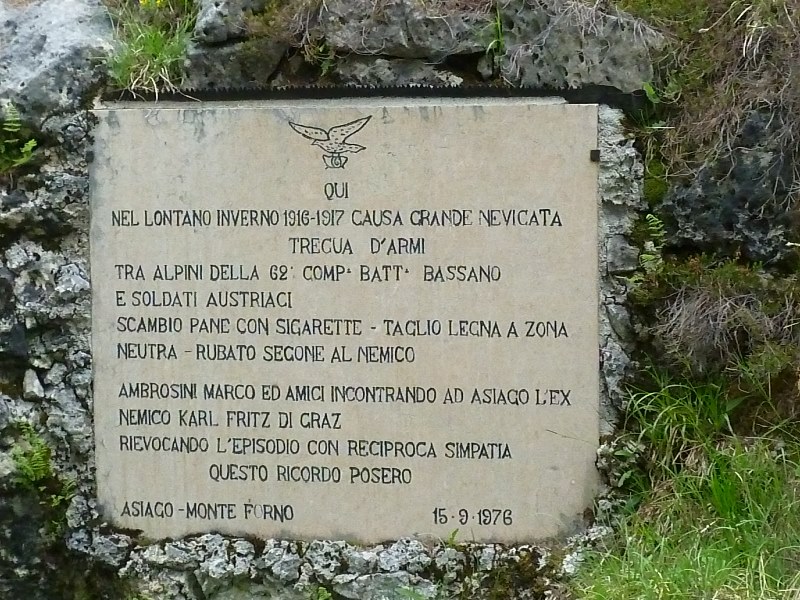 QUI
NEL LONTANO INVERNO 1916-1917 CAUSA GRANDE NEVICATA
TREGUA D'ARMI
TRA ALPINI DELLA 62ª COMPª BATTª BASSANO
E SOLDATI AUSTRIACI
SCAMBIO PANE CON SIGARETTE - TAGLIO LEGNA A ZONA
NEUTRA - RUBATO SEGONE AL NEMICO
AMBROSINI MARCO ED AMICI INCONTRANDO AD ASIAGO L'EX
NEMICO KARL FRITZ DI GRAZ
RIEVOCANDO L'EPISODIO CON RECIPROCA SIMPATIA
QUESTO RICORDO POSERO
ASIAGO - MONTE FORNO 15·9·1976